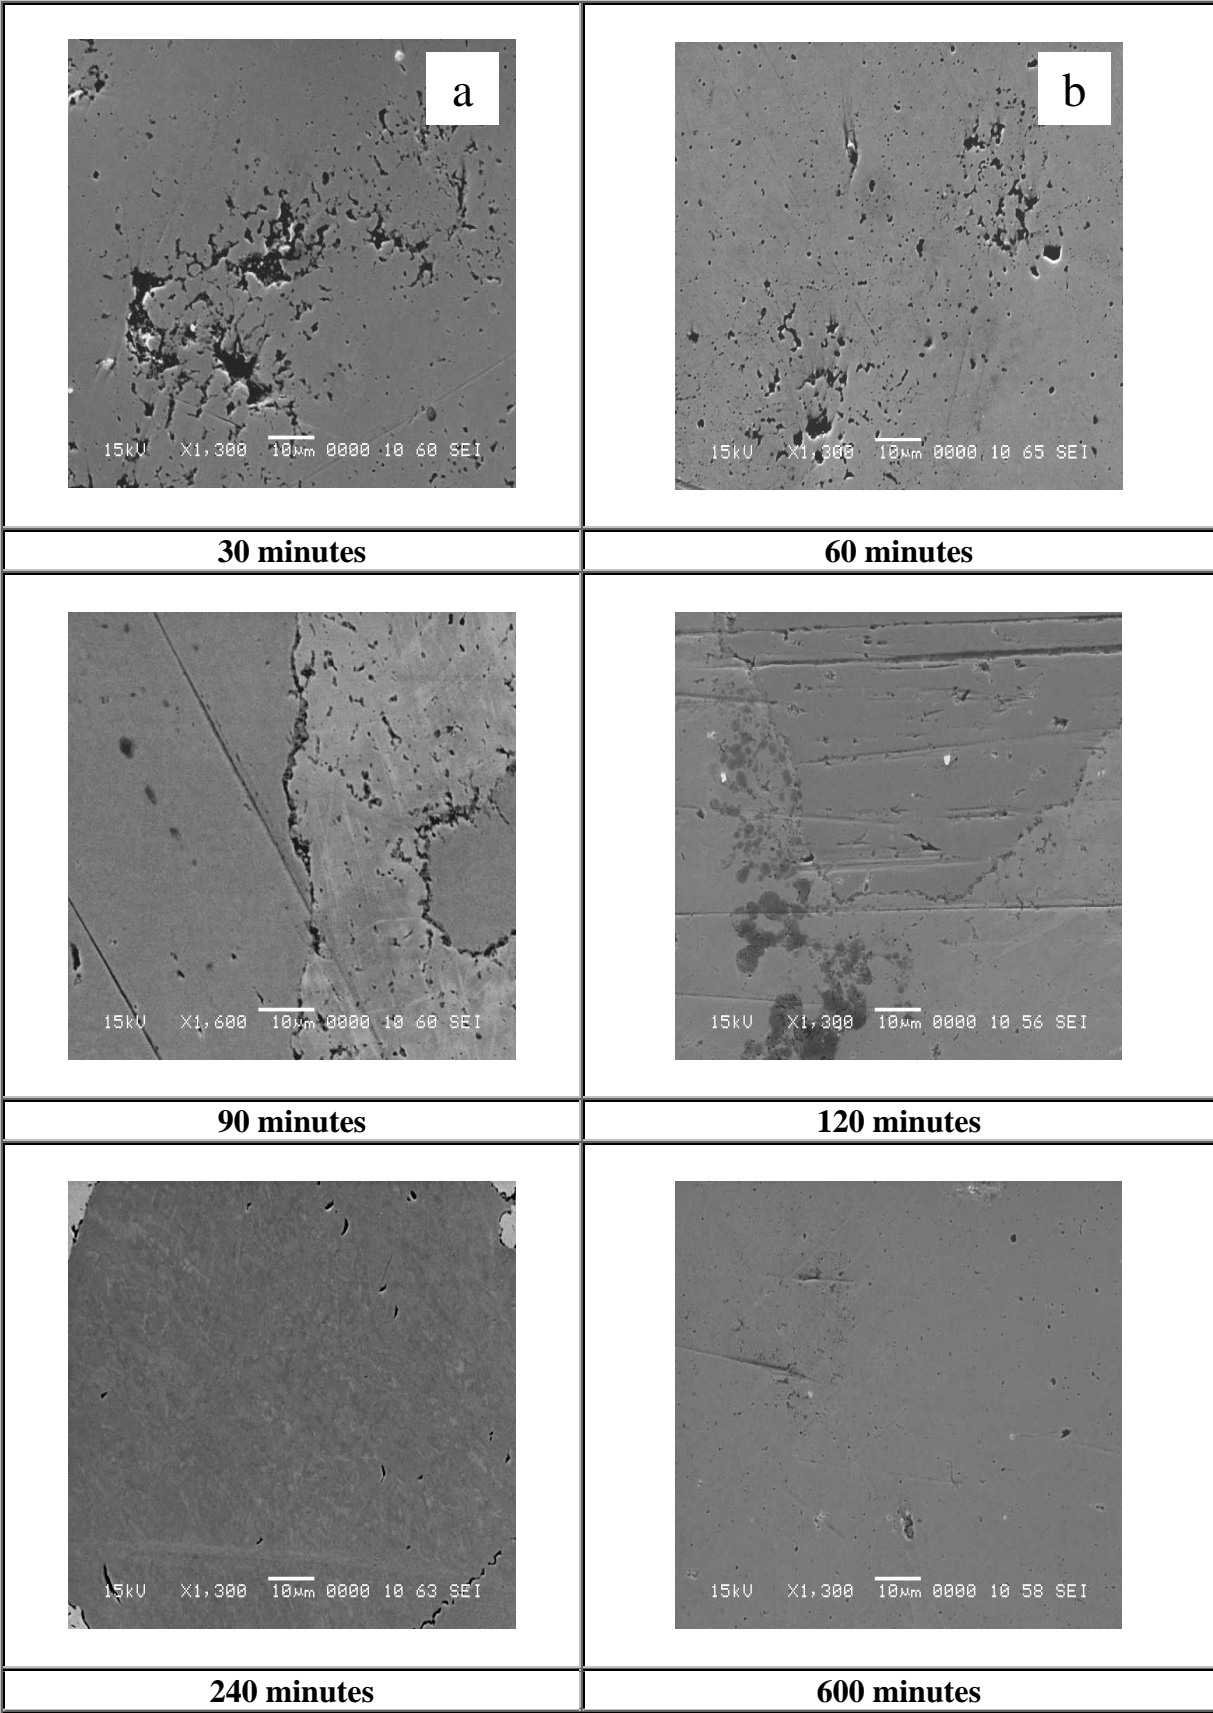 a
b
15kV X1,300 10μm 0000 10 60 SEI
15kV X1,300 10μm 0000 10 65 SEI
30 minutes
60 minutes
15kV X1,600 10μm 0000 10 60 SEI
15kV X1,300 10μm 0000 10 56 SEI
90 minutes
120 minutes
15kV X1,300 10μm 0000 10 63 SEI
15kV X1,300 10μm 0000 10 58 SEI
240 minutes
600 minutes